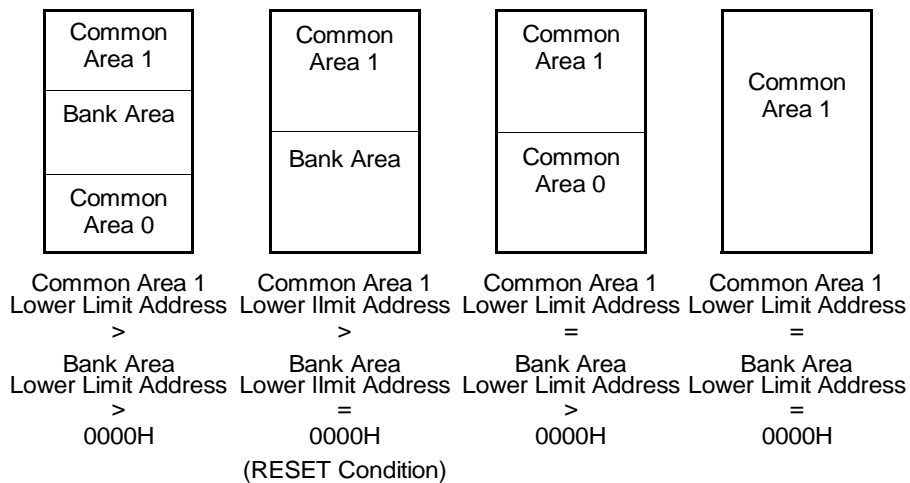 Common
Area 1
Bank Area
Common
Area 0
Common
Area 1
Bank Area
Common
Area 1
Common
Area 0
Common
Area 1
Common Area 1
Lower Limit Address
>
Bank Area
Lower Limit Address
>
0000H
Common Area 1
Lower lImit Address
>
Bank Area
Lower lImit Address
=
0000H
(RESET Condition)
Common Area 1
Lower Limit Address
=
Bank Area
Lower Limit Address
>
0000H
Common Area 1
Lower Limit Address
=
Bank Area
Lower Limit Address
=
0000H